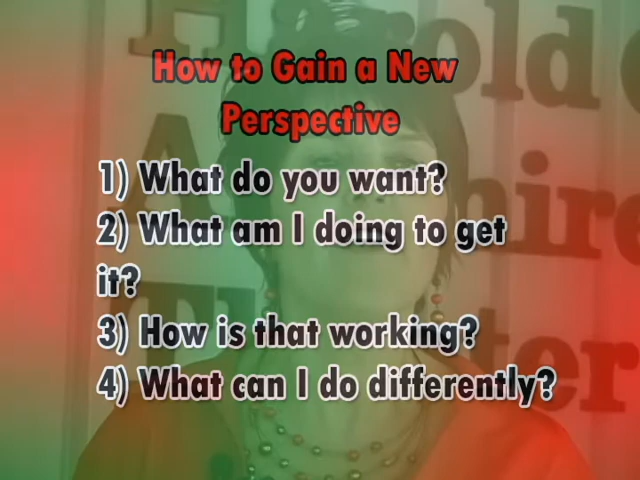 How to Gain a New
Perspective
1) What do you want?
2) What am I doing to get
it?
3) How is that working?
4) What can I do differently?